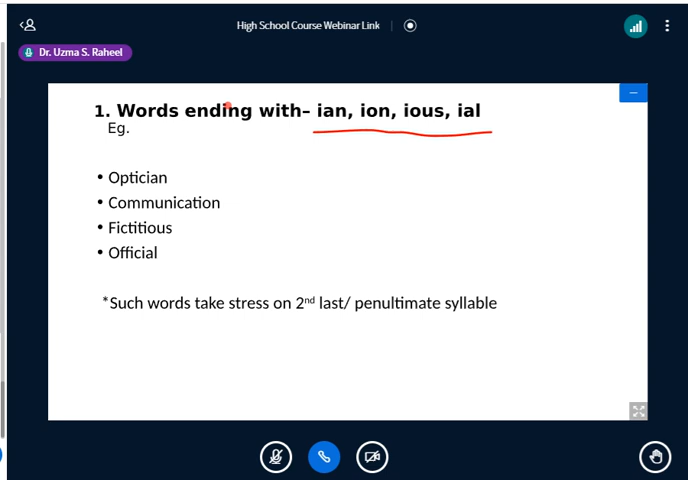 High School Course Webinar Link
Dr. Uzma S. Raheel
1. Words ending with– ian, ion, ious, ial
Eg.
• Optician
• Communication
• Fictitious
• Official
*Such words take stress on 2nd last/ penultimate syllable